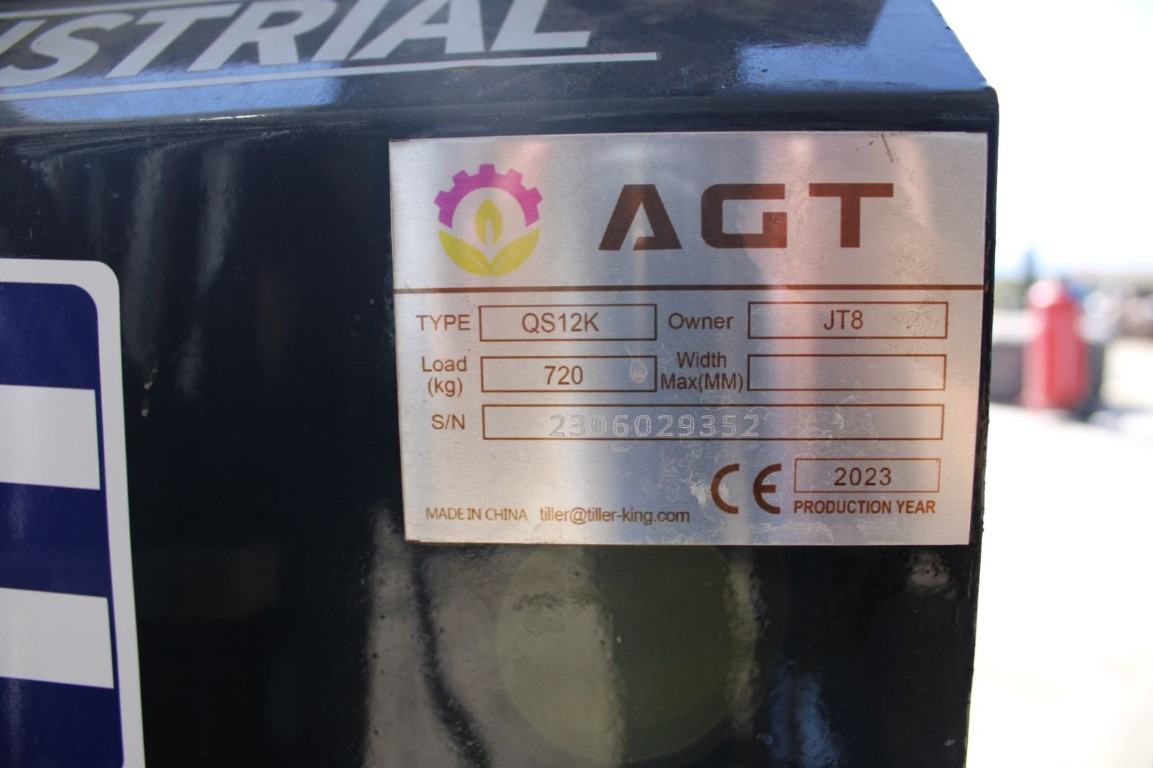 USTRIAL
AGT
TYPE QS12K Owner JT8
Load (kg) 720 Width Max(MM)
S/N 2306029352
CE 2023
MADE IN CHINA tiller@tiller-king.com PRODUCTION YEAR